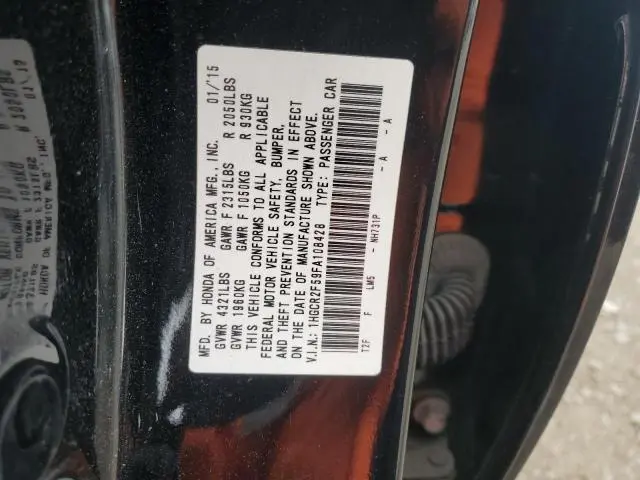 MFD. BY HONDA OF AMERICA MFG., INC. 01/'15
GVWR 4321LBS GAWR F 2315LBS R 2050LBS
GVWR 1960KG GAWR F 1050KG R 930KG
THIS VEHICLE CONFORMS TO ALL APPLICABLE
FEDERAL MOTOR VEHICLE SAFETY, BUMPER,
AND THEFT PREVENTION STANDARDS IN EFFECT
ON THE DATE OF MANUFACTURE SHOWN ABOVE.
V.I.N.: 1HGCR2F59FA108428 TYPE: PASSENGER CAR
T2F F LM5 - NH731P - A - A